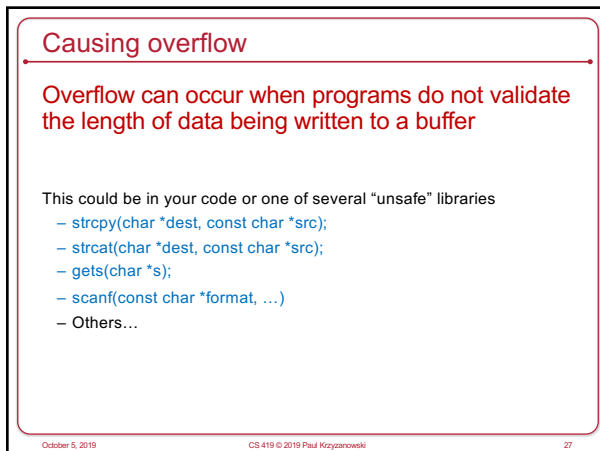 Causing overflow
Overflow can occur when programs do not validate
the length of data being written to a buffer
This could be in your code or one of several “unsafe” libraries
– strcpy(char *dest, const char *src);
– strcat(char *dest, const char *src);
– gets(char *s);
– scanf(const char *format, …)
– Others…
October 5, 2019 CS 419 © 2019 Paul Krzyzanowski 27